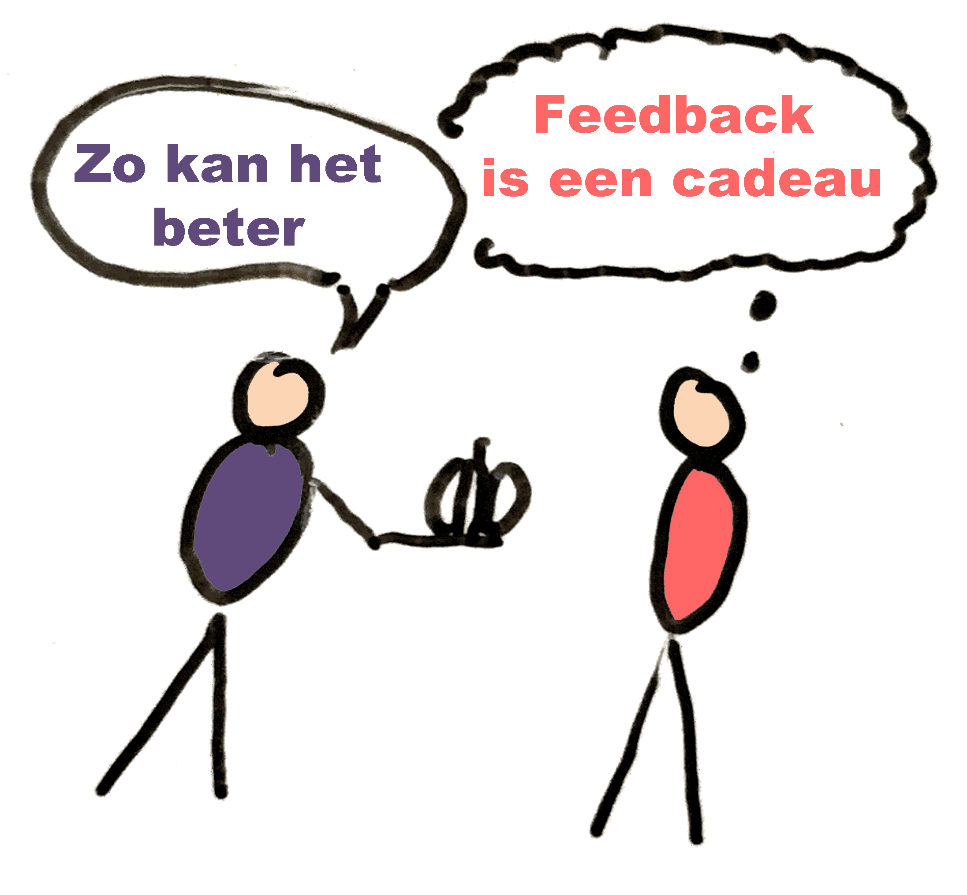 Zo kan het
beter
Feedback
is een cadeau